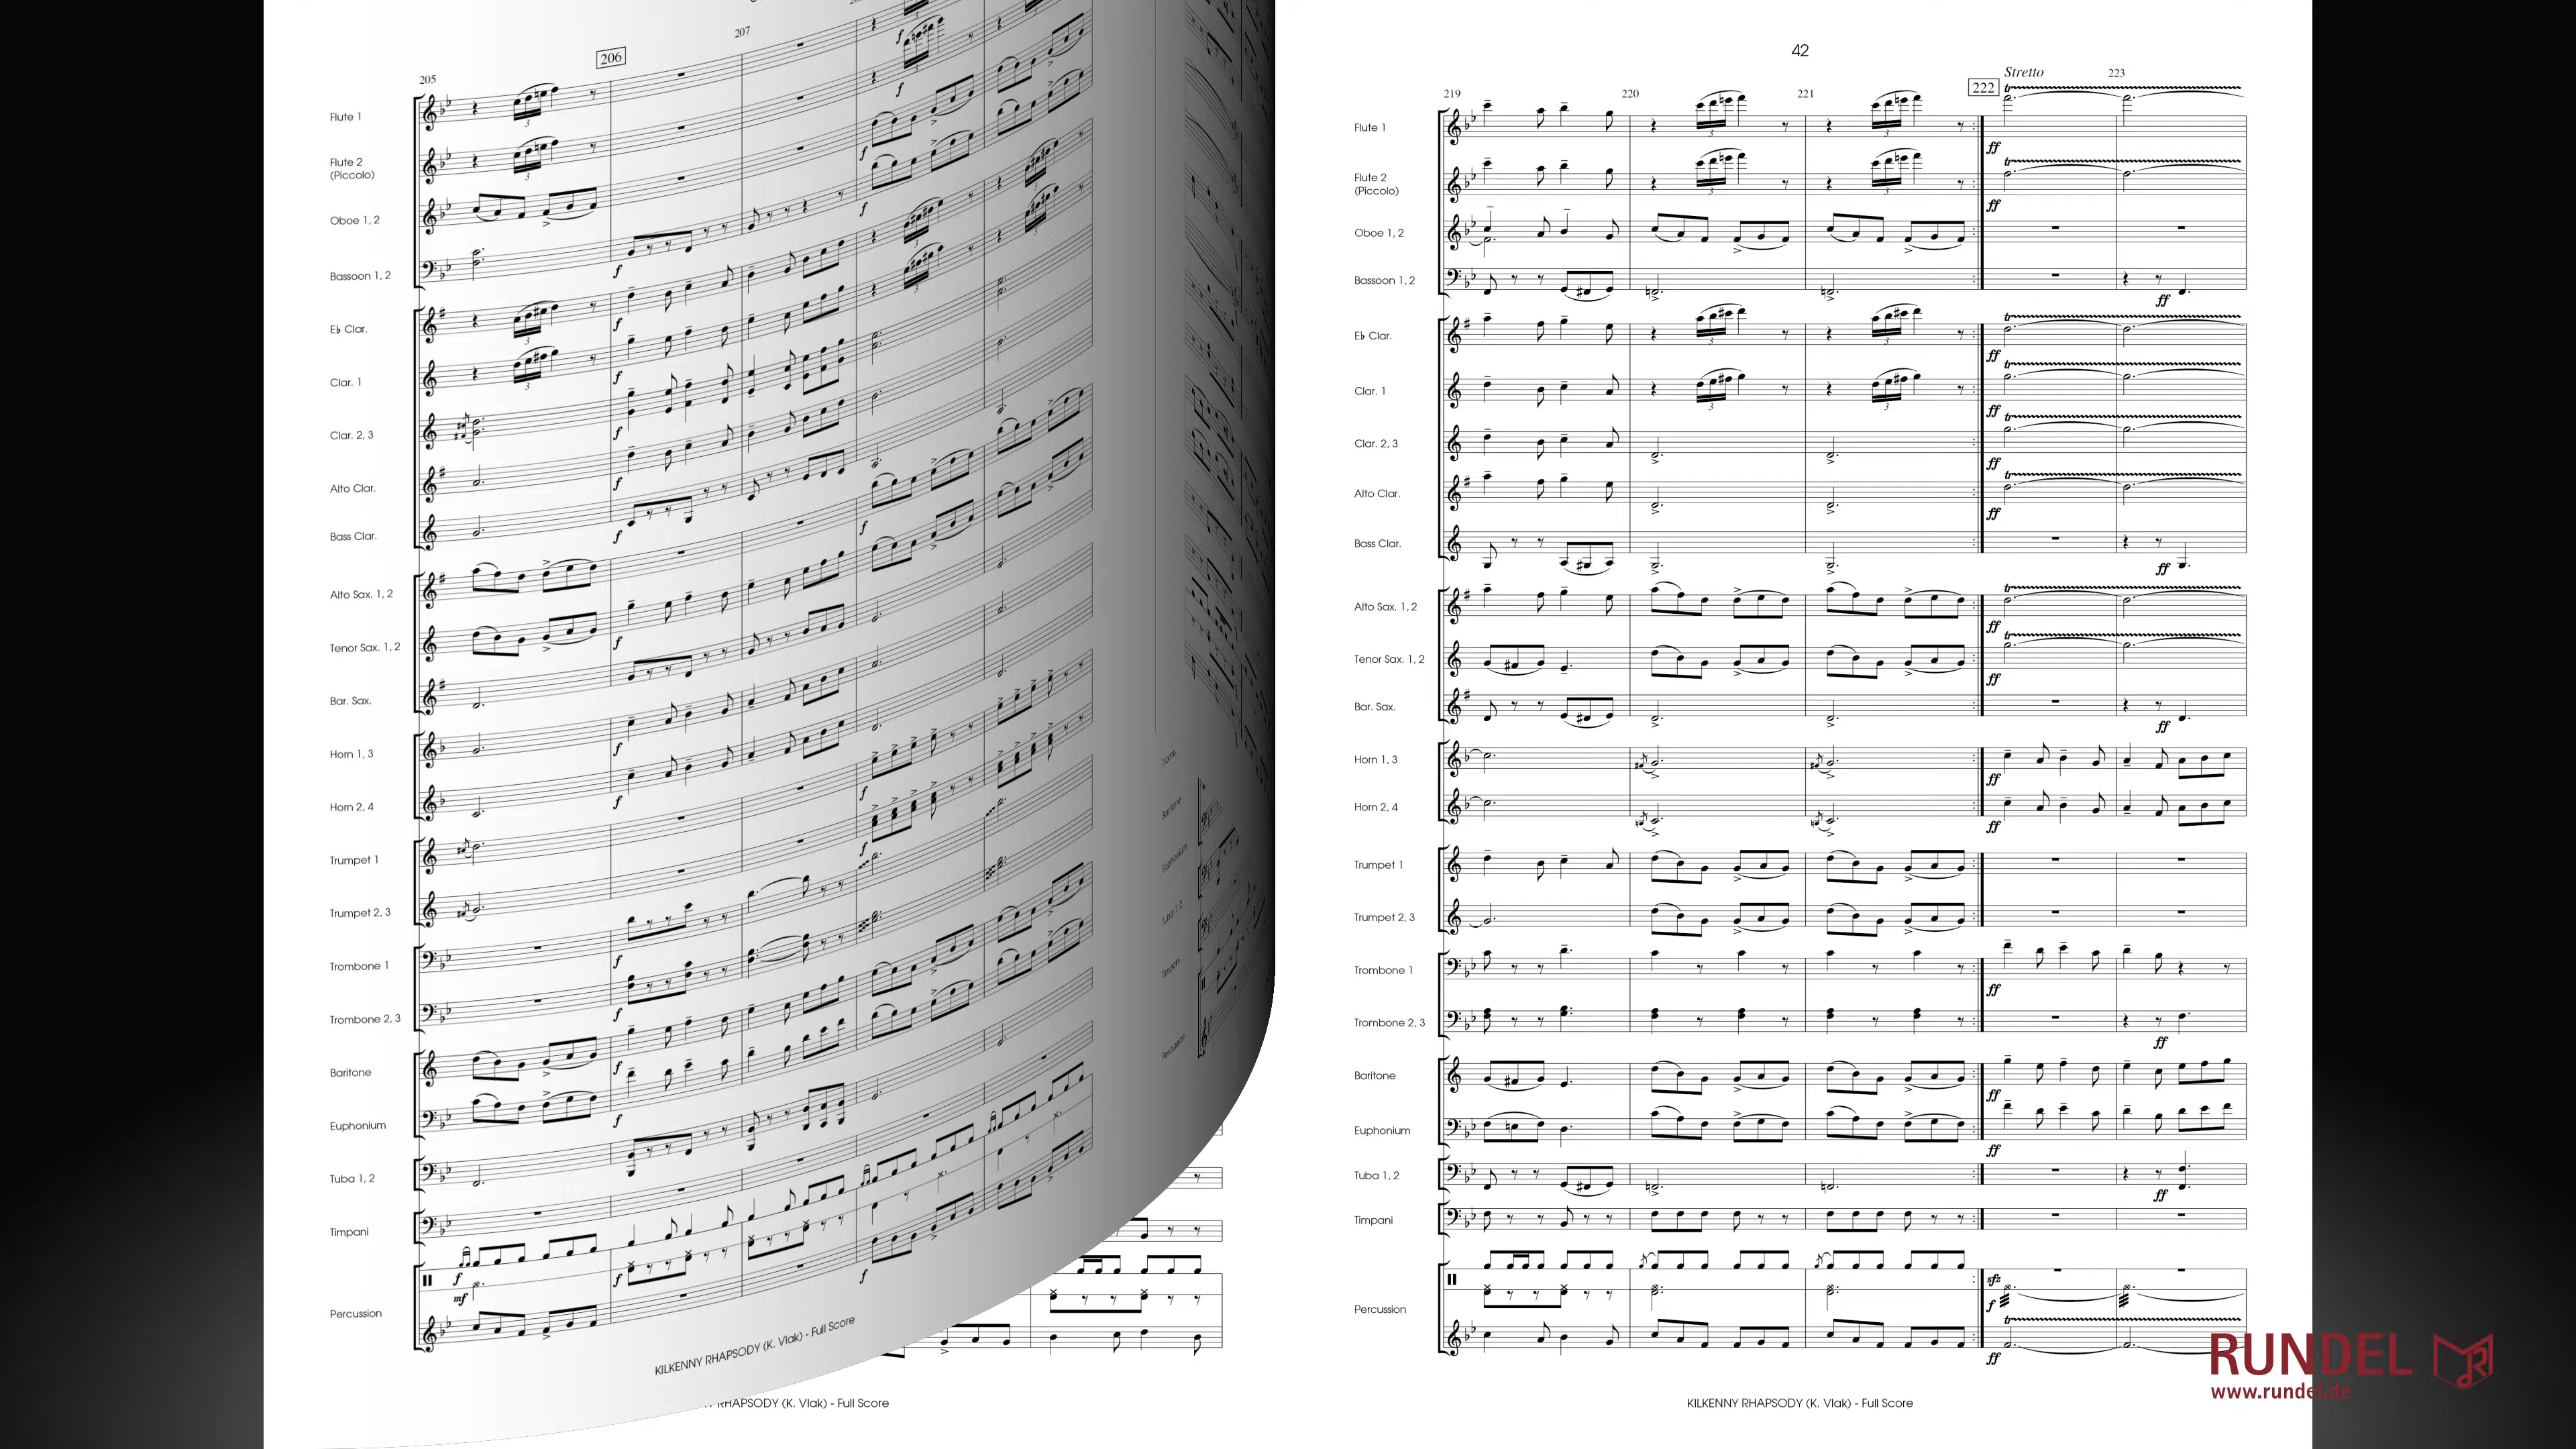 206
207
205
Flute 1
Flute 2
(Piccolo)
Oboe 1, 2
Bassoon 1, 2
E♭ Clar.
Clar. 1
Clar. 2, 3
Alto Clar.
Bass Clar.
Alto Sax. 1, 2
Tenor Sax. 1, 2
Bar. Sax.
Horn 1, 3
Horn 2, 4
Trumpet 1
Trumpet 2, 3
Trombone 1
Trombone 2, 3
Baritone
Euphonium
Tuba 1, 2
Timpani
Percussion
KILKENNY RHAPSODY (K. Vlak) - Full Score
RHAPSODY (K. Vlak) - Full Score
Baritone
Euphonium
Tuba 1, 2
Timpani
Percussion
42
Stretto
219
220
221
222
223
Flute 1
Flute 2
(Piccolo)
Oboe 1, 2
Bassoon 1, 2
E♭ Clar.
Clar. 1
Clar. 2, 3
Alto Clar.
Bass Clar.
Alto Sax. 1, 2
Tenor Sax. 1, 2
Bar. Sax.
Horn 1, 3
Horn 2, 4
Trumpet 1
Trumpet 2, 3
Trombone 1
Trombone 2, 3
Baritone
Euphonium
Tuba 1, 2
Timpani
Percussion
KILKENNY RHAPSODY (K. Vlak) - Full Score
RUNDEL
www.rundel.de